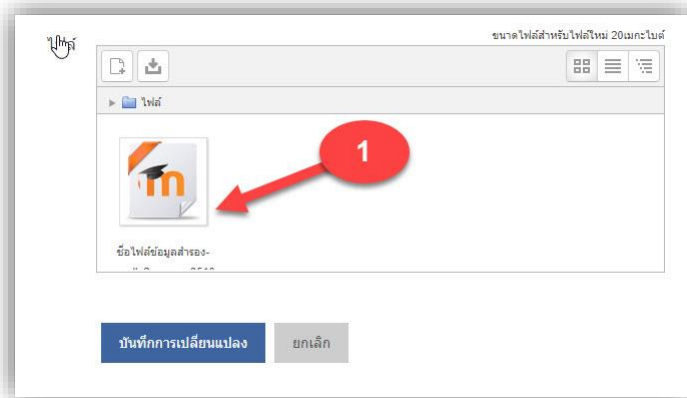 ขนาดไฟล์สำหรับไฟล์ใหม่ 20เมกะไบต์
ไฟล์
ไฟล์
1
m
ชื่อไฟล์ข้อมูลสำรอง-
บันทึกการเปลี่ยนแปลง
ยกเลิก